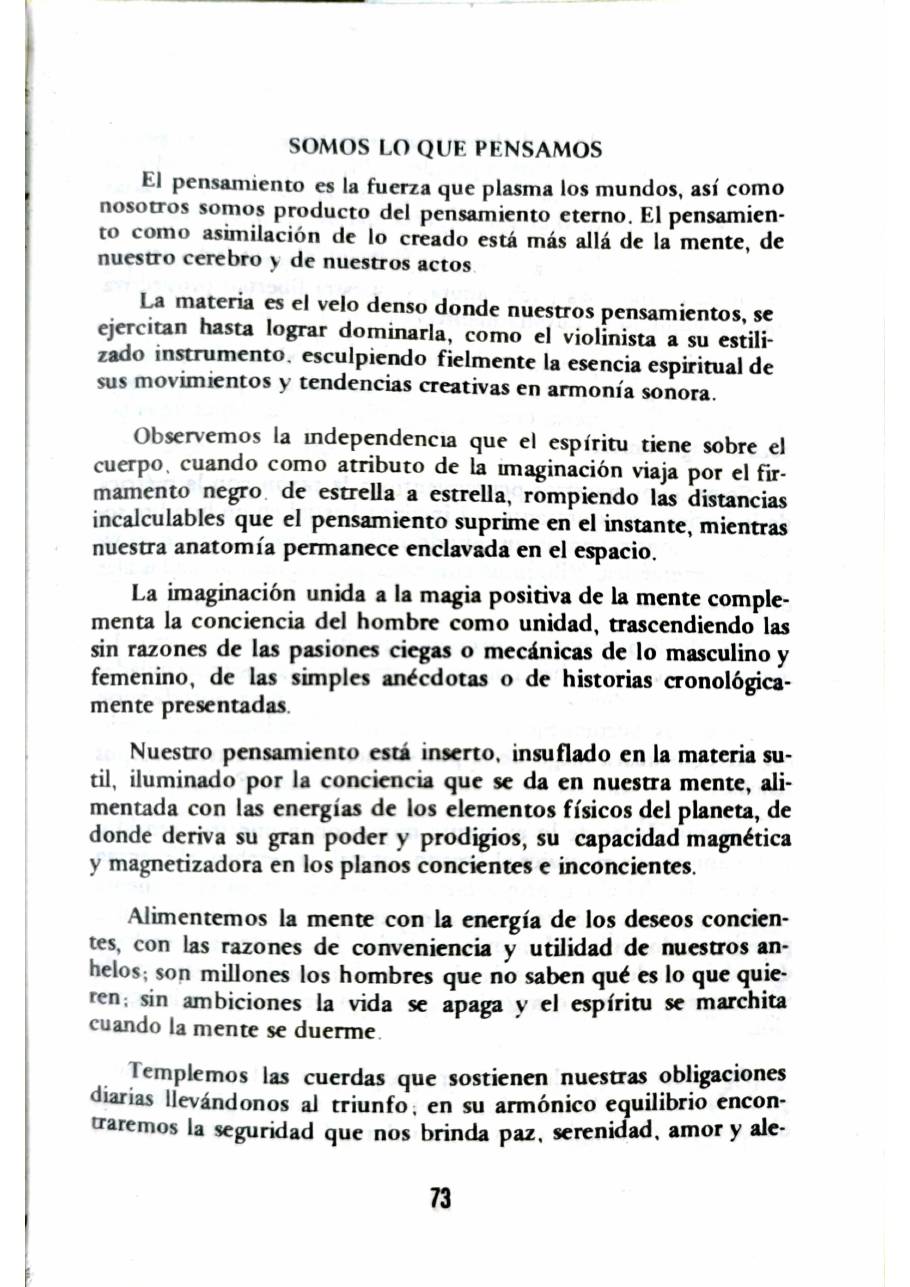 SOMOS LO QUE PENSAMOS
El pensamiento es la fuerza que plasma los mundos, así como
nosotros somos producto del pensamiento eterno. El pensamien-
to como asimilación de lo creado está más allá de la mente, de
nuestro cerebro y de nuestros actos.
La materia es el velo denso donde nuestros pensamientos, se
ejercitan hasta lograr dominarla, como el violinista a su estili-
zado instrumento, esculpiendo fielmente la esencia espiritual de
sus movimientos y tendencias creativas en armonía sonora.
Observemos la independencia que el espíritu tiene sobre el
cuerpo, cuando como atributo de la imaginación viaja por el fir-
mamento negro, de estrella a estrella, rompiendo las distancias
incalculables que el pensamiento suprime en el instante, mientras
nuestra anatomía permanece enclavada en el espacio.
La imaginación unida a la magia positiva de la mente comple-
menta la conciencia del hombre como unidad, trascendiendo las
sin razones de las pasiones ciegas o mecánicas de lo masculino y
femenino, de las simples anécdotas o de historias cronológica-
mente presentadas.
Nuestro pensamiento está inserto, insuflado en la materia su-
til, iluminado por la conciencia que se da en nuestra mente, ali-
mentada con las energías de los elementos físicos del planeta, de
donde deriva su gran poder y prodigios, su capacidad magnética
y magnetizadora en los planos concientes e inconcientes.
Alimentemos la mente con la energía de los deseos concien-
tes, con las razones de conveniencia y utilidad de nuestros an-
helos; son millones los hombres que no saben qué es lo que quie-
ren; sin ambiciones la vida se apaga y el espíritu se marchita
cuando la mente se duerme.
Templemos las cuerdas que sostienen nuestras obligaciones
diarias llevándonos al triunfo; en su armónico equilibrio encon-
traremos la seguridad que nos brinda paz, serenidad, amor y ale-
73